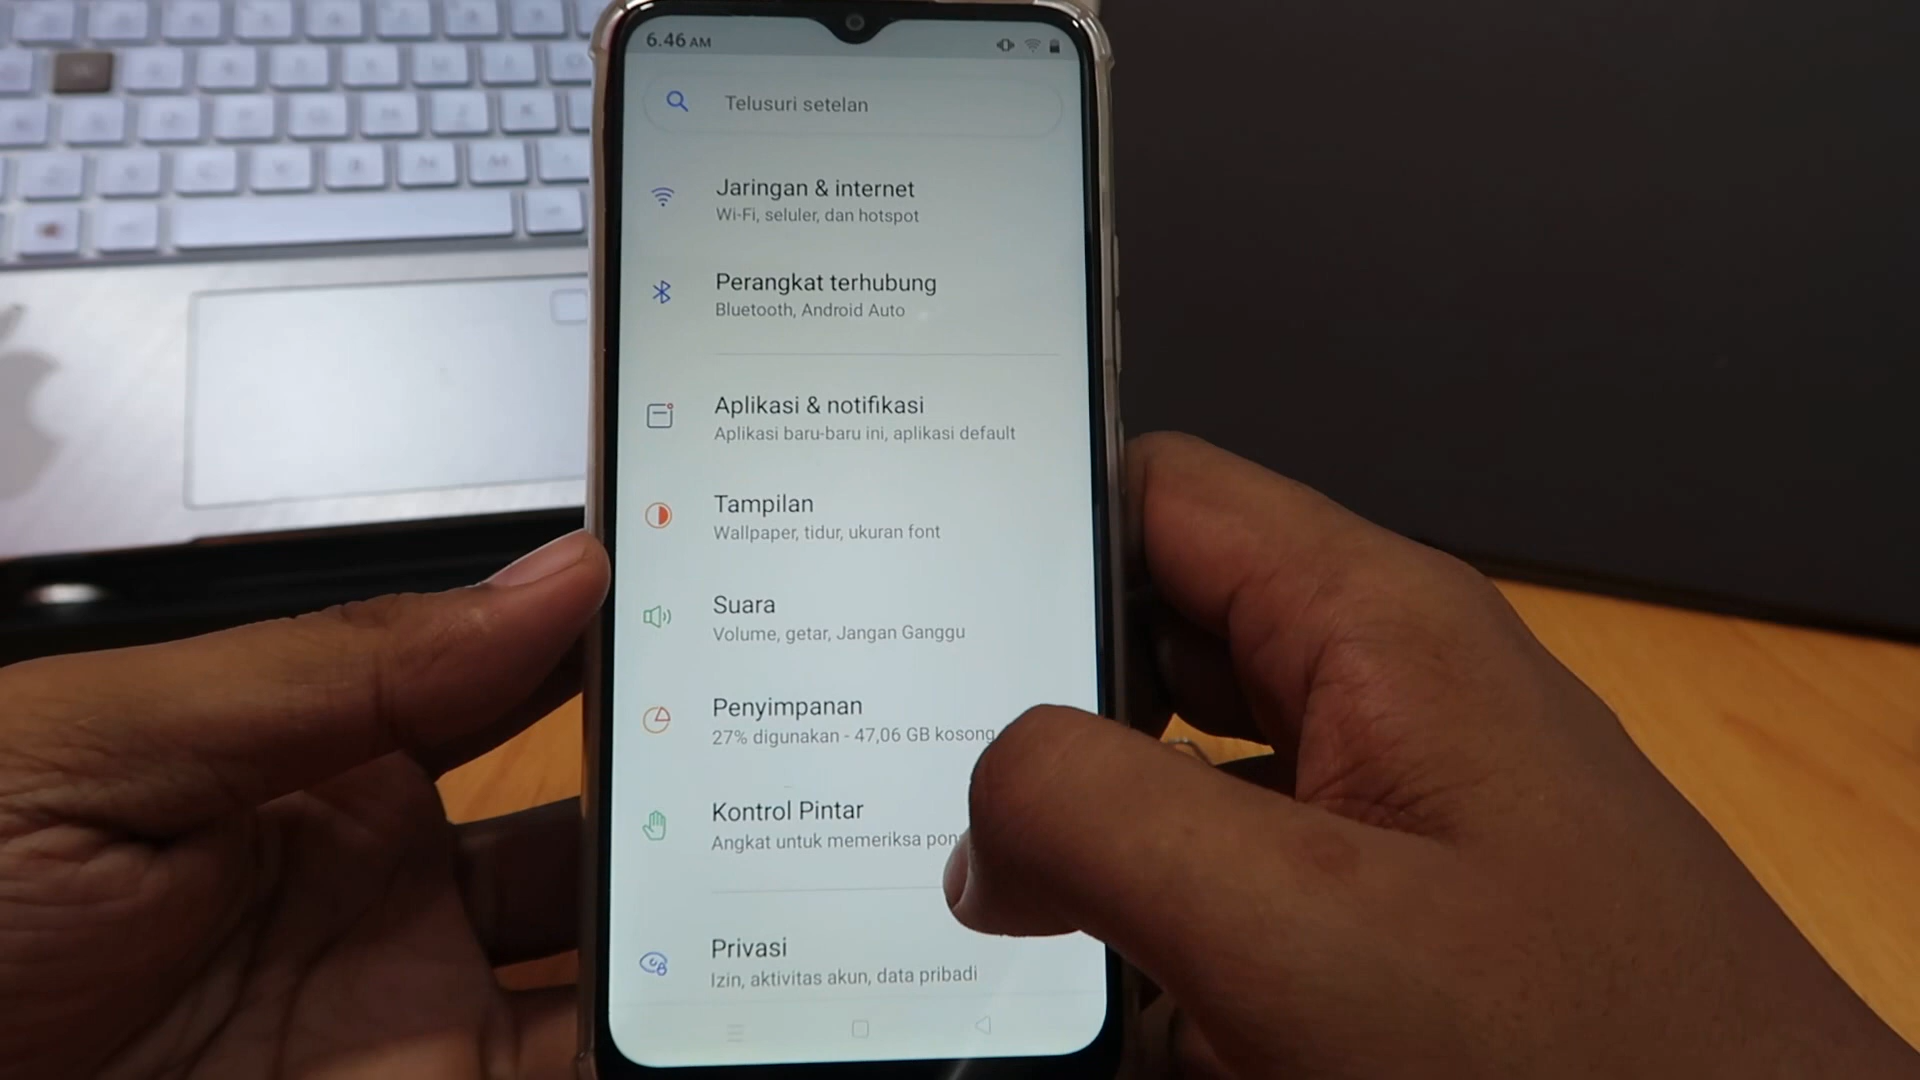 6.46 AM
Telusuri setelan
Jaringan & internet
Wi-Fi, seluler, dan hotspot
Perangkat terhubung
Bluetooth, Android Auto
Aplikasi & notifikasi
Aplikasi baru-baru ini, aplikasi default
Tampilan
Wallpaper, tidur, ukuran font
Suara
Volume, getar, Jangan Ganggu
Penyimpanan
27% digunakan - 47,06 GB kosong
Kontrol Pintar
Angkat untuk memeriksa
Privasi
Izin, aktivitas akun, data pribadi